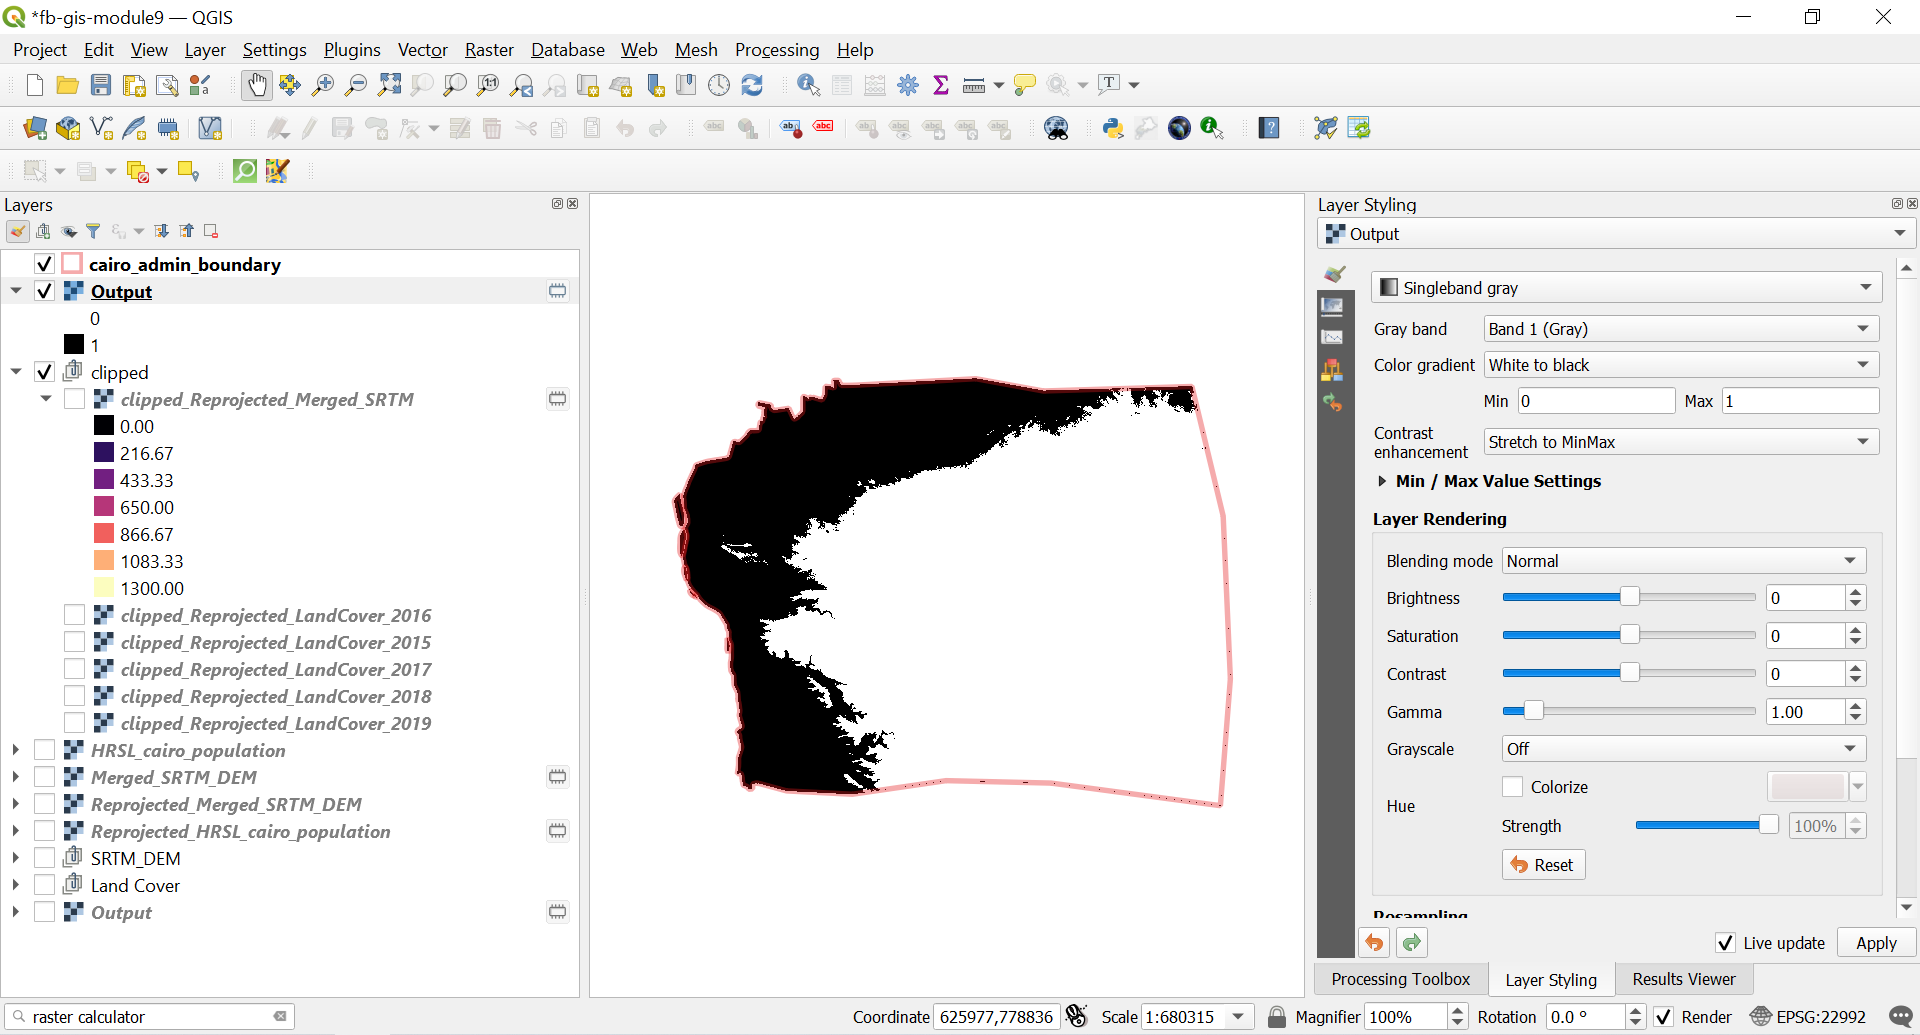 *fb-gis-module9 — QGIS
Project Edit View Layer Settings Plugins Vector Raster Database Web Mesh Processing Help
Layers
cairo_admin_boundary
Output
0
1
clipped
clipped_Reprojected_Merged_SRTM
0.00
216.67
433.33
650.00
866.67
1083.33
1300.00
clipped_Reprojected_LandCover_2016
clipped_Reprojected_LandCover_2015
clipped_Reprojected_LandCover_2017
clipped_Reprojected_LandCover_2018
clipped_Reprojected_LandCover_2019
HRSL_cairo_population
Merged_SRTM_DEM
Reprojected_Merged_SRTM_DEM
Reprojected_HRSL_cairo_population
SRTM_DEM
Land Cover
Output
Layer Styling
Output
Singleband gray
Gray band Band 1 (Gray)
Color gradient White to black
Min 0 Max 1
Contrast enhancement Stretch to MinMax
Min / Max Value Settings
Layer Rendering
Blending mode Normal
Brightness 0
Saturation 0
Contrast 0
Gamma 1.00
Grayscale Off
Hue Colorize
Strength 100%
Reset
Resampling
Live update Apply
Processing Toolbox Layer Styling Results Viewer
raster calculator Coordinate 625977,778836 Scale 1:680315 Magnifier 100% Rotation 0.0 ° Render EPSG:22992